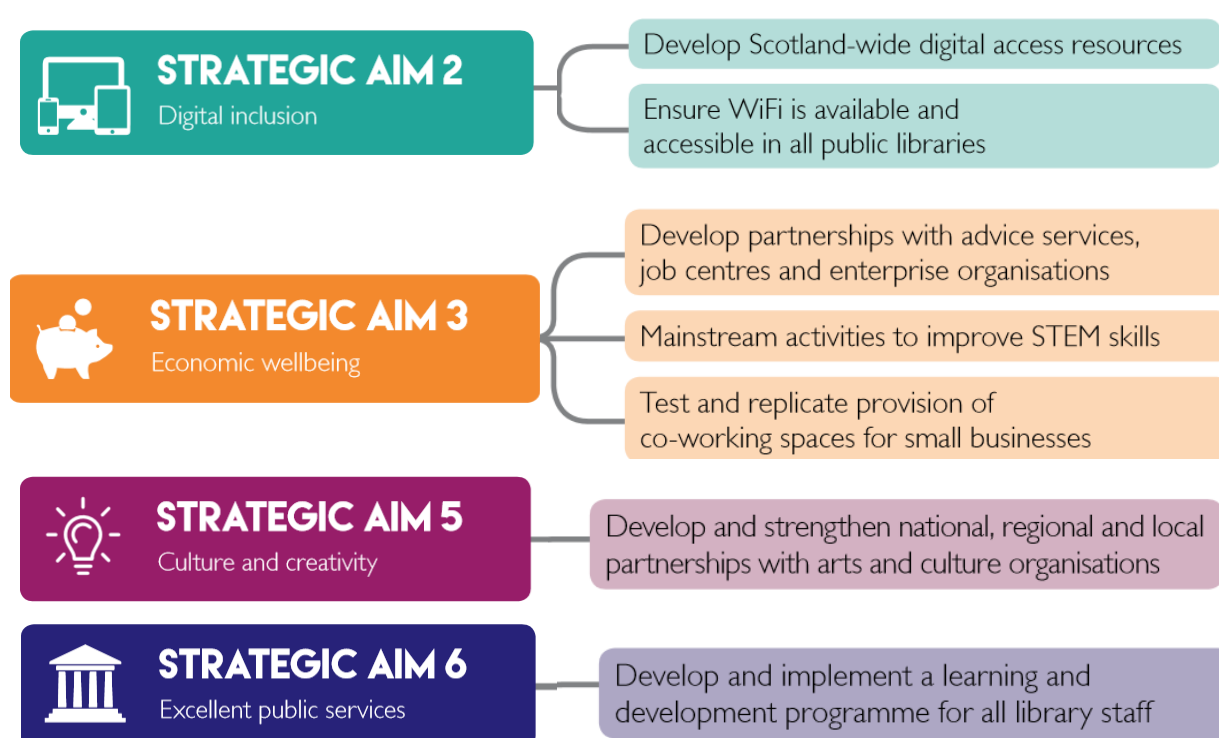 STRATEGIC AIM 2
Digital inclusion
Develop Scotland-wide digital access resources
Ensure WiFi is available and
accessible in all public libraries
STRATEGIC AIM 3
Economic wellbeing
Develop partnerships with advice services,
job centres and enterprise organisations
Mainstream activities to improve STEM skills
Test and replicate provision of
co-working spaces for small businesses
STRATEGIC AIM 5
Culture and creativity
Develop and strengthen national, regional and local
partnerships with arts and culture organisations
STRATEGIC AIM 6
Excellent public services
Develop and implement a learning and
development programme for all library staff